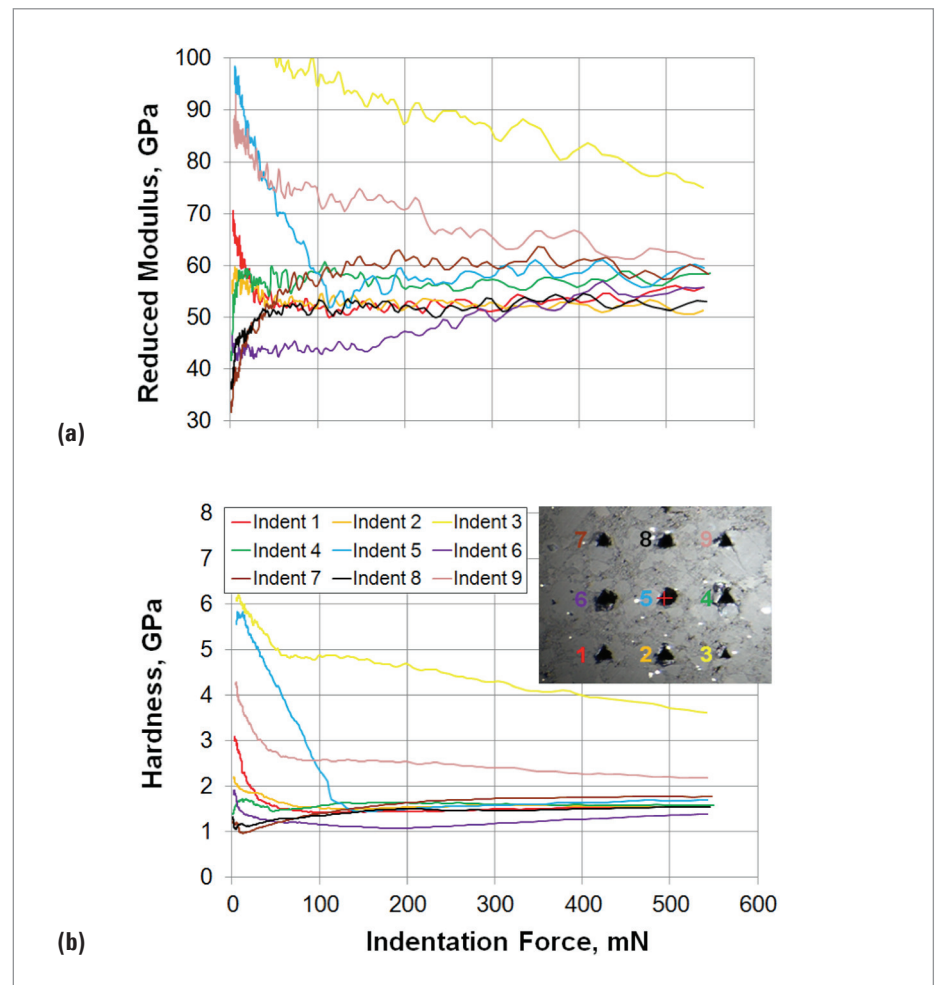 100
90
80
70
60
50
40
30
Reduced Modulus, GPa
(a)
8
7
6
5
4
3
2
1
0
Hardness, GPa
Indent 1 Indent 2 Indent 3
Indent 4 Indent 5 Indent 6
Indent 7 Indent 8 Indent 9
7 8 9
6 5 4
1 2 3
0 100 200 300 400 500 600
Indentation Force, mN
(b)